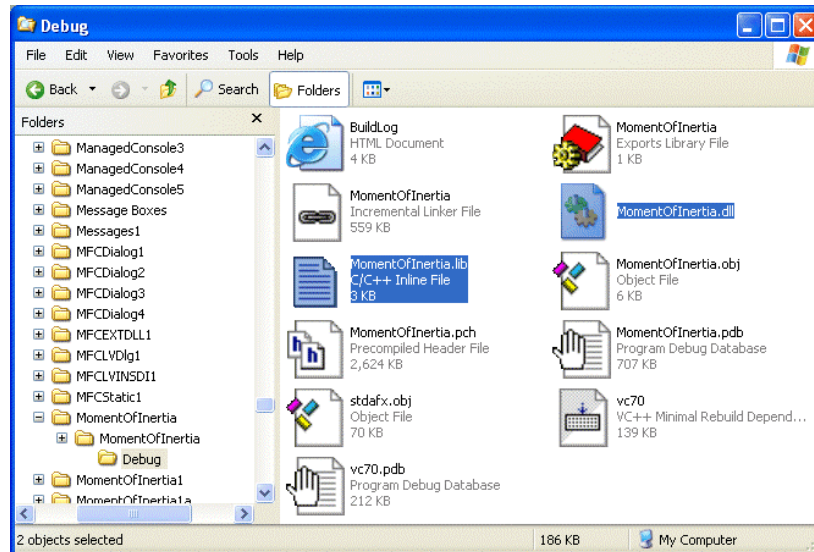 Debug
File Edit View Favorites Tools Help
Back Search Folders
Folders
ManagedConsole3
ManagedConsole4
ManagedConsole5
Message Boxes
Messages1
MFCDialog1
MFCDialog2
MFCDialog3
MFCDialog4
MFCEXTDLL1
MFCLVDlg1
MFCLVINSDI1
MFCStatic1
MomentOfInertia
MomentOfInertia
Debug
MomentOfInertia1
MomentOfInertia1a
BuildLog
HTML Document
4 KB
MomentOfInertia
Exports Library File
1 KB
MomentOfInertia
Incremental Linker File
559 KB
MomentOfInertia.dll
MomentOfInertia.lib
C/C++ Inline File
3 KB
MomentOfInertia.obj
Object File
6 KB
MomentOfInertia.pch
Precompiled Header File
2,624 KB
MomentOfInertia.pdb
Program Debug Database
707 KB
stdafx.obj
Object File
70 KB
vc70
VC++ Minimal Rebuild Depend...
139 KB
vc70.pdb
Program Debug Database
212 KB
2 objects selected 186 KB My Computer